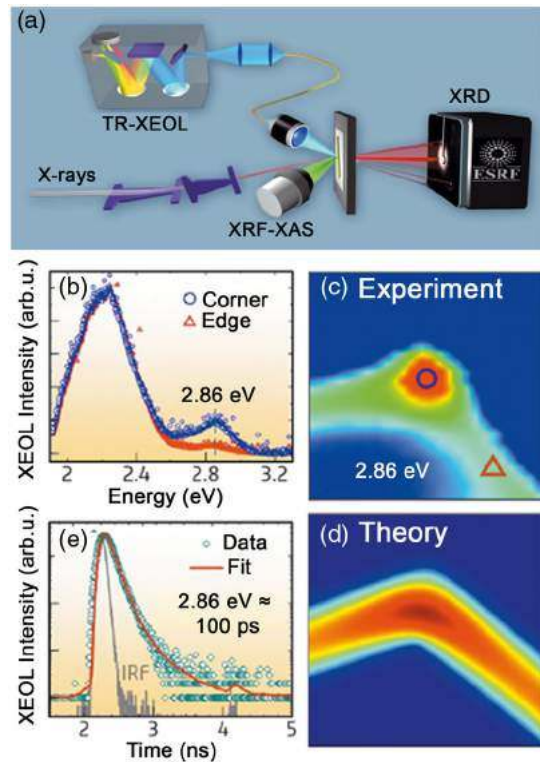 (a)
TR-XEOL
XRD
X-rays
ESRF
XRF-XAS
(b)
Corner
Edge
2.86 eV
XEOL Intensity (arb.u.)
2 2.4 2.8 3.2
Energy (eV)
(c) Experiment
2.86 eV
(e)
Data
Fit
2.86 eV ≈
100 ps
IRF
XEOL Intensity (arb.u.)
2 3 4 5
Time (ns)
(d) Theory